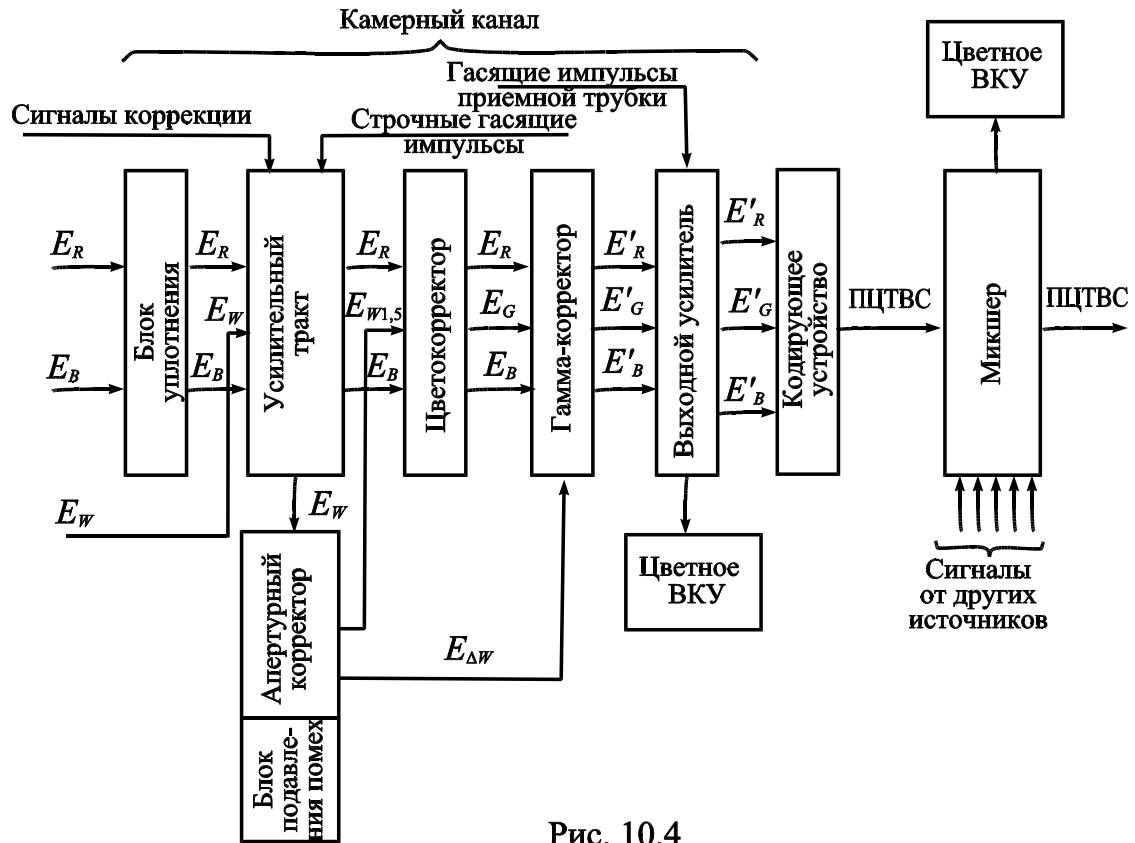 Камерный канал
Гасящие импульсы
приемной трубки
Цветное
ВКУ
Сигналы коррекции
Строчные гасящие
импульсы
E_R
E_B
E_W
Блок
уплотнения
E_R
E_W
E_B
Усилительный
тракт
E_R
E_W1,5
E_B
Цветокорректор
E_R
E_G
E_B
Гамма-корректор
E'_R
E'_G
E'_B
Выходной усилитель
E'_R
E'_G
E'_B
Кодирующее
устройство
ПЦТВС
Микшер
ПЦТВС
E_W
Апертурный
корректор
E_ΔW
Блок
подавле-
ния помех
Цветное
ВКУ
Сигналы
от других
источников
Рис. 10.4